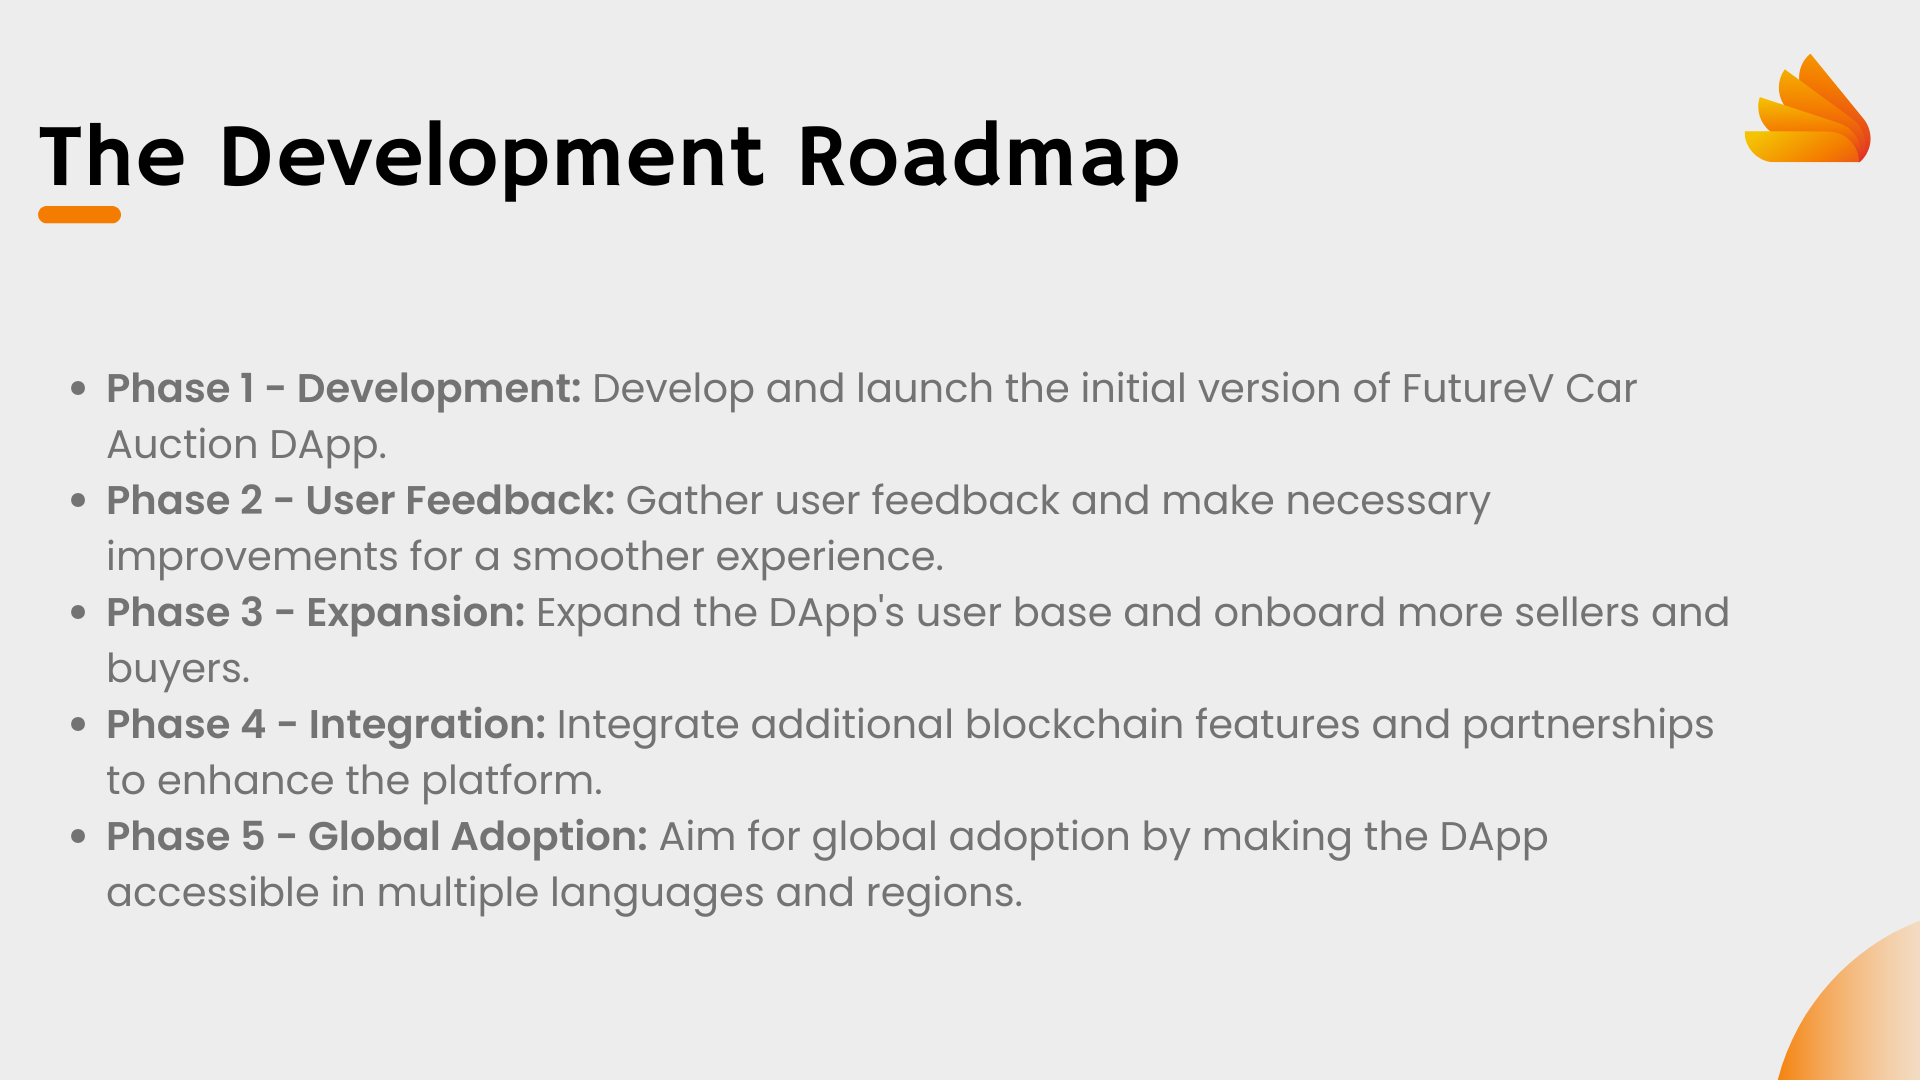 The Development Roadmap
• Phase 1 - Development: Develop and launch the initial version of FutureV Car
Auction DApp.
• Phase 2 - User Feedback: Gather user feedback and make necessary
improvements for a smoother experience.
• Phase 3 - Expansion: Expand the DApp's user base and onboard more sellers and
buyers.
• Phase 4 - Integration: Integrate additional blockchain features and partnerships
to enhance the platform.
• Phase 5 - Global Adoption: Aim for global adoption by making the DApp
accessible in multiple languages and regions.